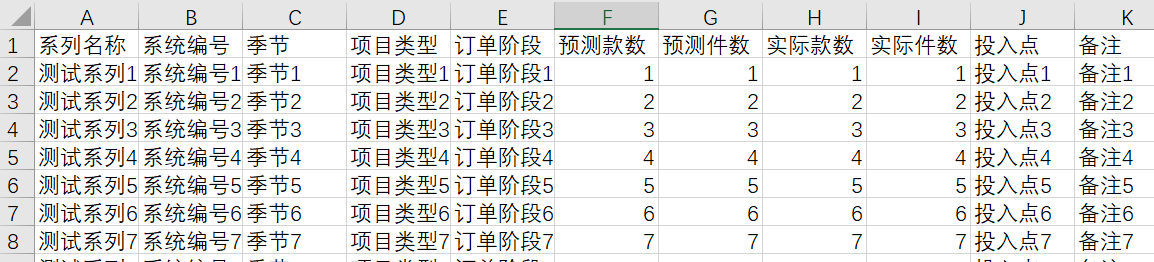 A B C D E F G H I J K
1 系列名称 系统编号 季节 项目类型 订单阶段 预测款数 预测件数 实际款数 实际件数 投入点 备注
2 测试系列1 系统编号1 季节1 项目类型1 订单阶段1 1 1 1 1 投入点1 备注1
3 测试系列2 系统编号2 季节2 项目类型2 订单阶段2 2 2 2 2 投入点2 备注2
4 测试系列3 系统编号3 季节3 项目类型3 订单阶段3 3 3 3 3 投入点3 备注3
5 测试系列4 系统编号4 季节4 项目类型4 订单阶段4 4 4 4 4 投入点4 备注4
6 测试系列5 系统编号5 季节5 项目类型5 订单阶段5 5 5 5 5 投入点5 备注5
7 测试系列6 系统编号6 季节6 项目类型6 订单阶段6 6 6 6 6 投入点6 备注6
8 测试系列7 系统编号7 季节7 项目类型7 订单阶段7 7 7 7 7 投入点7 备注7